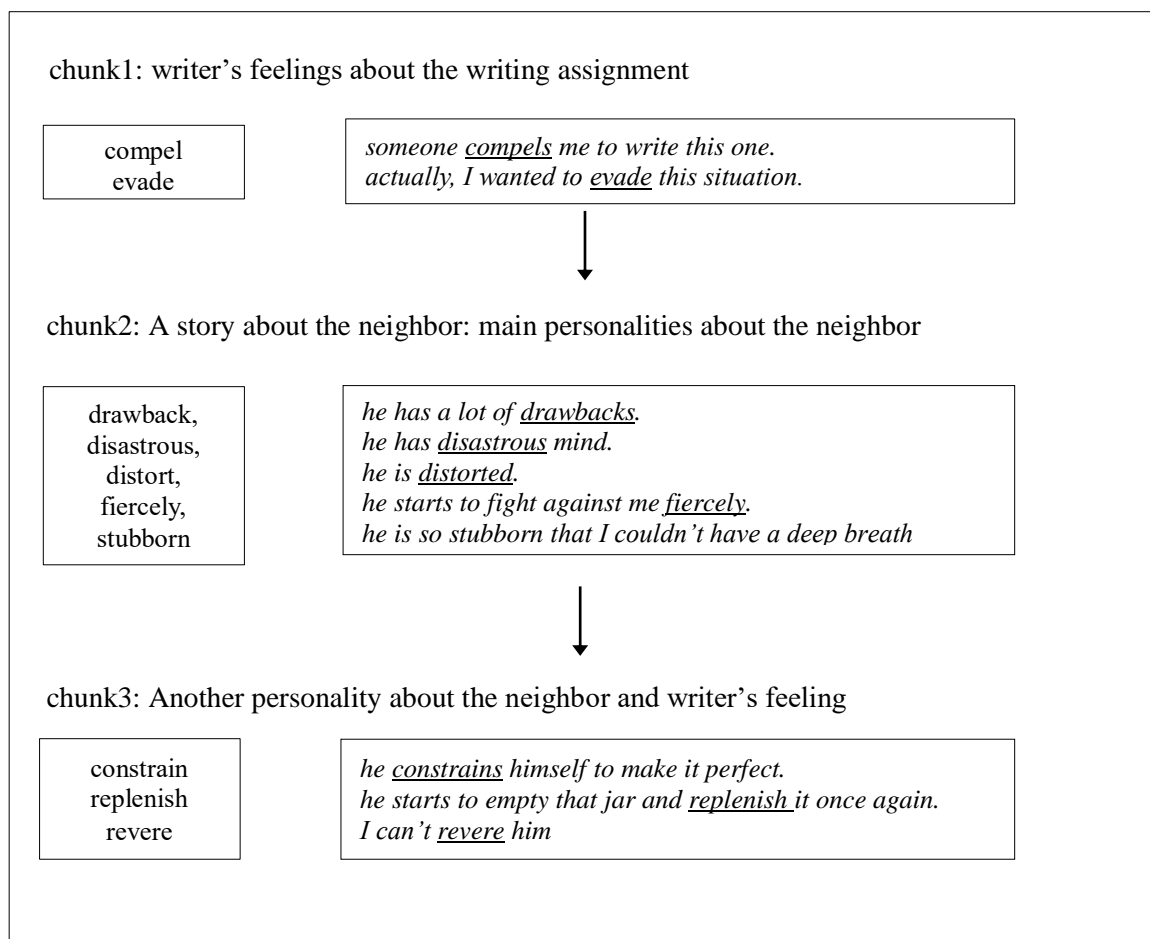 chunk1: writer’s feelings about the writing assignment
compel
evade
someone compels me to write this one.
actually, I wanted to evade this situation.
chunk2: A story about the neighbor: main personalities about the neighbor
drawback,
disastrous,
distort,
fiercely,
stubborn
he has a lot of drawbacks.
he has disastrous mind.
he is distorted.
he starts to fight against me fiercely.
he is so stubborn that I couldn’t have a deep breath
chunk3: Another personality about the neighbor and writer’s feeling
constrain
replenish
revere
he constrains himself to make it perfect.
he starts to empty that jar and replenish it once again.
I can’t revere him